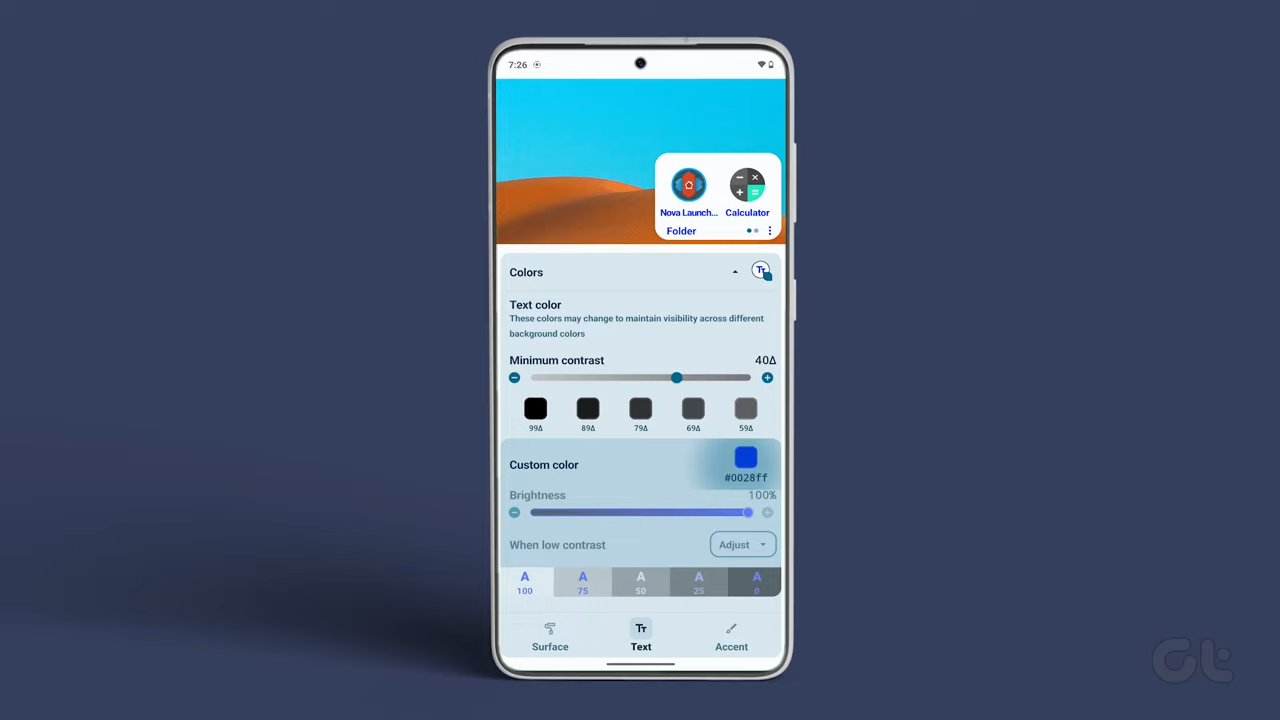 7:26
Nova Launch... Calculator
Folder
Colors
Text color
These colors may change to maintain visibility across different
background colors
Minimum contrast 40Δ
99Δ 89Δ 79Δ 69Δ 59Δ
Custom color
#0028ff
Brightness 100%
When low contrast Adjust
A A A A A
100 75 50 25 0
Surface Text Accent
Gt